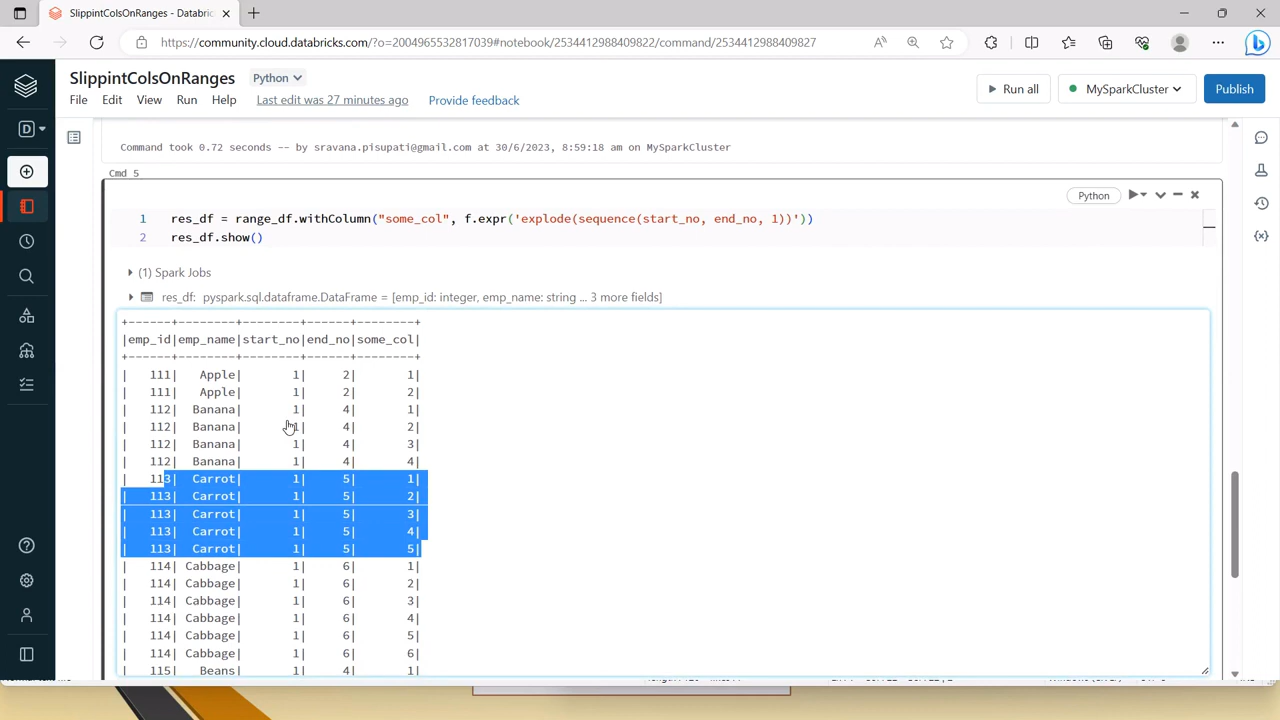 SlippintColsOnRanges - Databric
https://community.cloud.databricks.com/?o=2004965532817039#notebook/2534412988409822/command/2534412988409827
SlippintColsOnRanges
Python
File Edit View Run Help Last edit was 27 minutes ago Provide feedback
Run all
MySparkCluster
Publish
D
Command took 0.72 seconds -- by sravana.pisupati@gmail.com at 30/6/2023, 8:59:18 am on MySparkCluster
Cmd 5
Python
1 res_df = range_df.withColumn("some_col", f.expr('explode(sequence(start_no, end_no, 1))'))
2 res_df.show()
(1) Spark Jobs
res_df: pyspark.sql.dataframe.DataFrame = [emp_id: integer, emp_name: string ... 3 more fields]
+------+--------+--------+------+--------+
|emp_id|emp_name|start_no|end_no|some_col|
+------+--------+--------+------+--------+
| 111| Apple| 1| 2| 1|
| 111| Apple| 1| 2| 2|
| 112| Banana| 1| 4| 1|
| 112| Banana| 1| 4| 2|
| 112| Banana| 1| 4| 3|
| 112| Banana| 1| 4| 4|
| 113| Carrot| 1| 5| 1|
| 113| Carrot| 1| 5| 2|
| 113| Carrot| 1| 5| 3|
| 113| Carrot| 1| 5| 4|
| 113| Carrot| 1| 5| 5|
| 114| Cabbage| 1| 6| 1|
| 114| Cabbage| 1| 6| 2|
| 114| Cabbage| 1| 6| 3|
| 114| Cabbage| 1| 6| 4|
| 114| Cabbage| 1| 6| 5|
| 114| Cabbage| 1| 6| 6|
| 115| Beans| 1| 4| 1|